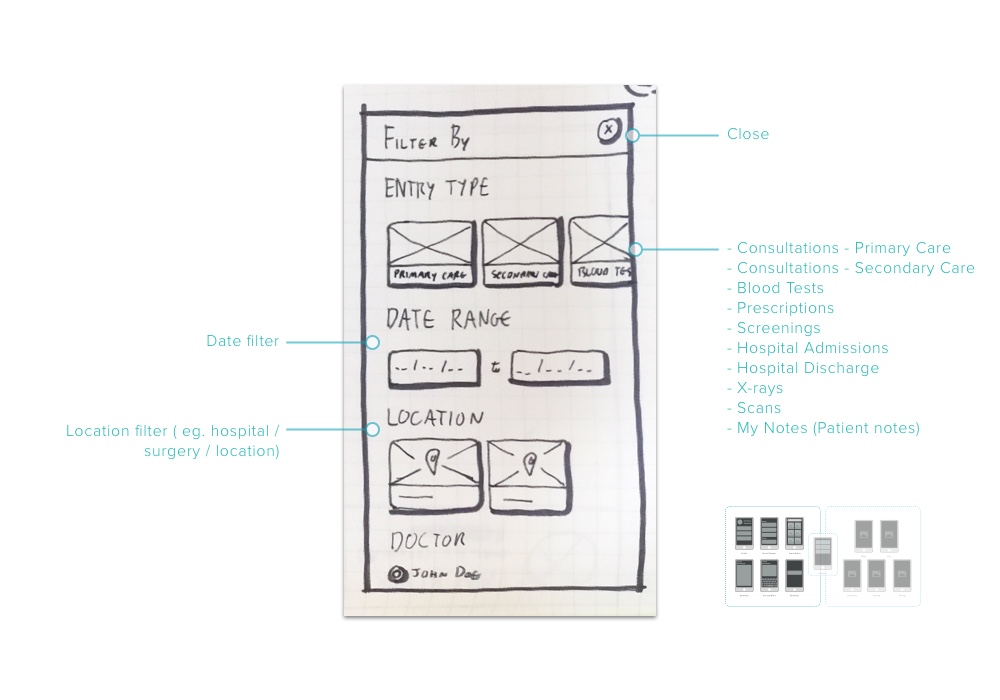 FILTER BY
X
Close
ENTRY TYPE
PRIMARY CARE
SECONDARY CARE
BLOOD TES
- Consultations - Primary Care
- Consultations - Secondary Care
- Blood Tests
- Prescriptions
- Screenings
- Hospital Admissions
- Hospital Discharge
- X-rays
- Scans
- My Notes (Patient notes)
DATE RANGE
Date filter
--/--/-- to --/--/--
LOCATION
Location filter ( eg. hospital /
surgery / location)
DOCTOR
JOHN DOE